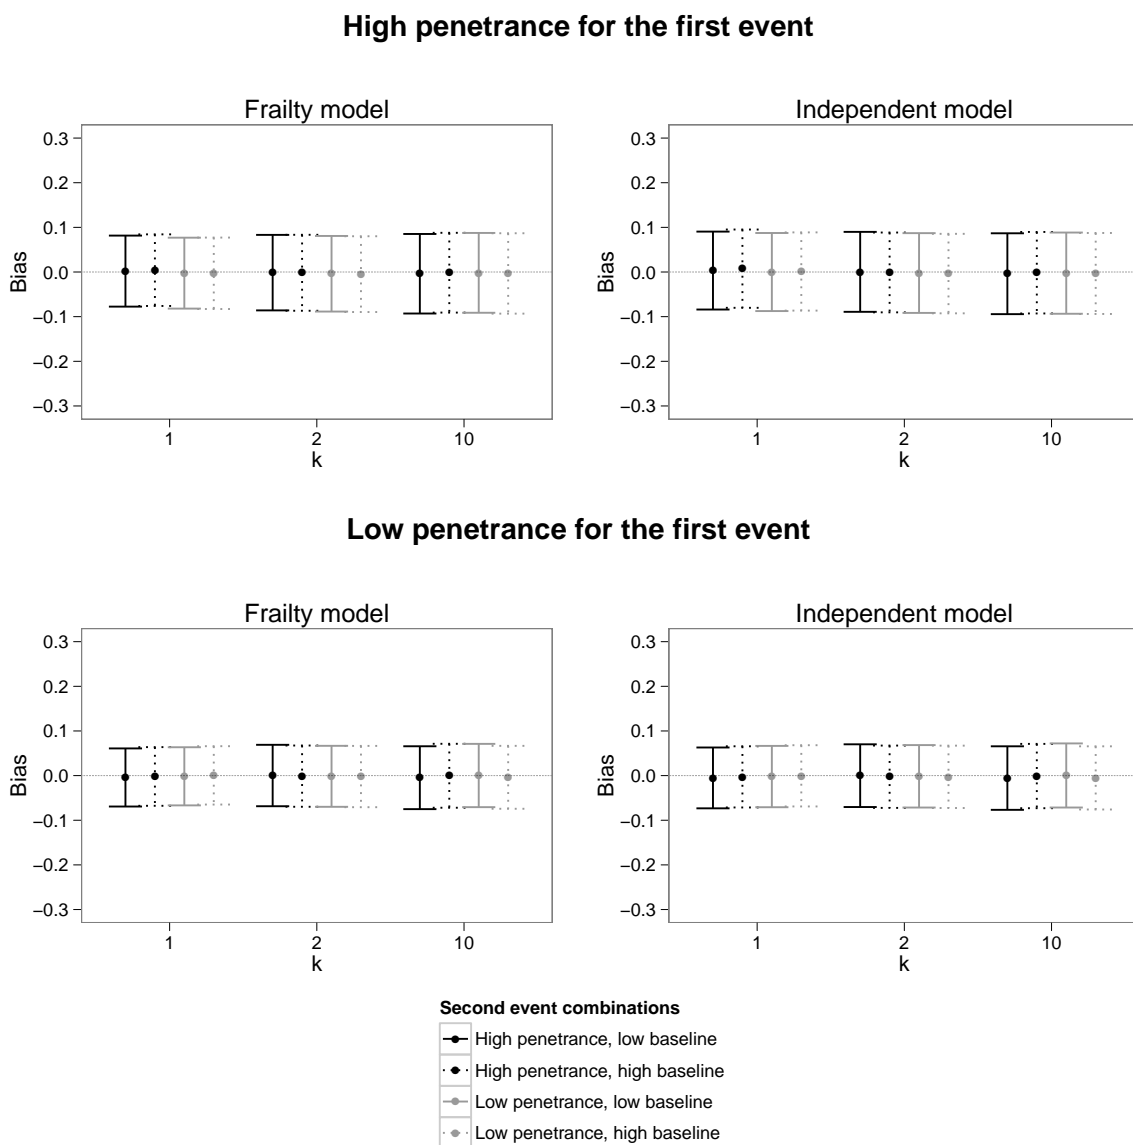 High penetrance for the first event
Frailty model
Independent model
0.3
0.2
0.1
0.0
−0.1
−0.2
−0.3
Bias
1
2
10
k
0.3
0.2
0.1
0.0
−0.1
−0.2
−0.3
Bias
1
2
10
k
Low penetrance for the first event
Frailty model
Independent model
0.3
0.2
0.1
0.0
−0.1
−0.2
−0.3
Bias
1
2
10
k
0.3
0.2
0.1
0.0
−0.1
−0.2
−0.3
Bias
1
2
10
k
Second event combinations
High penetrance, low baseline
High penetrance, high baseline
Low penetrance, low baseline
Low penetrance, high baseline